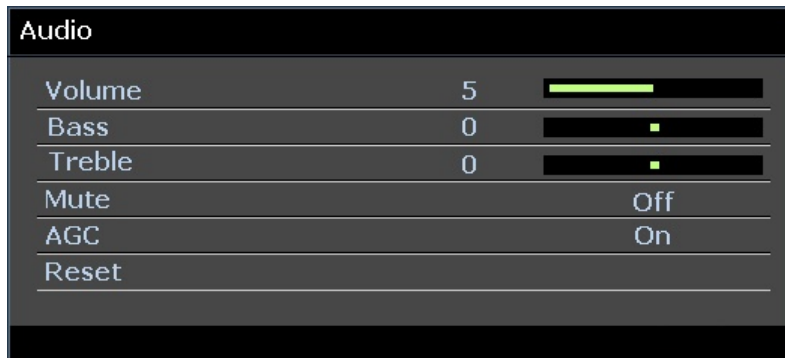 Audio
Volume 5
Bass 0
Treble 0
Mute Off
AGC On
Reset